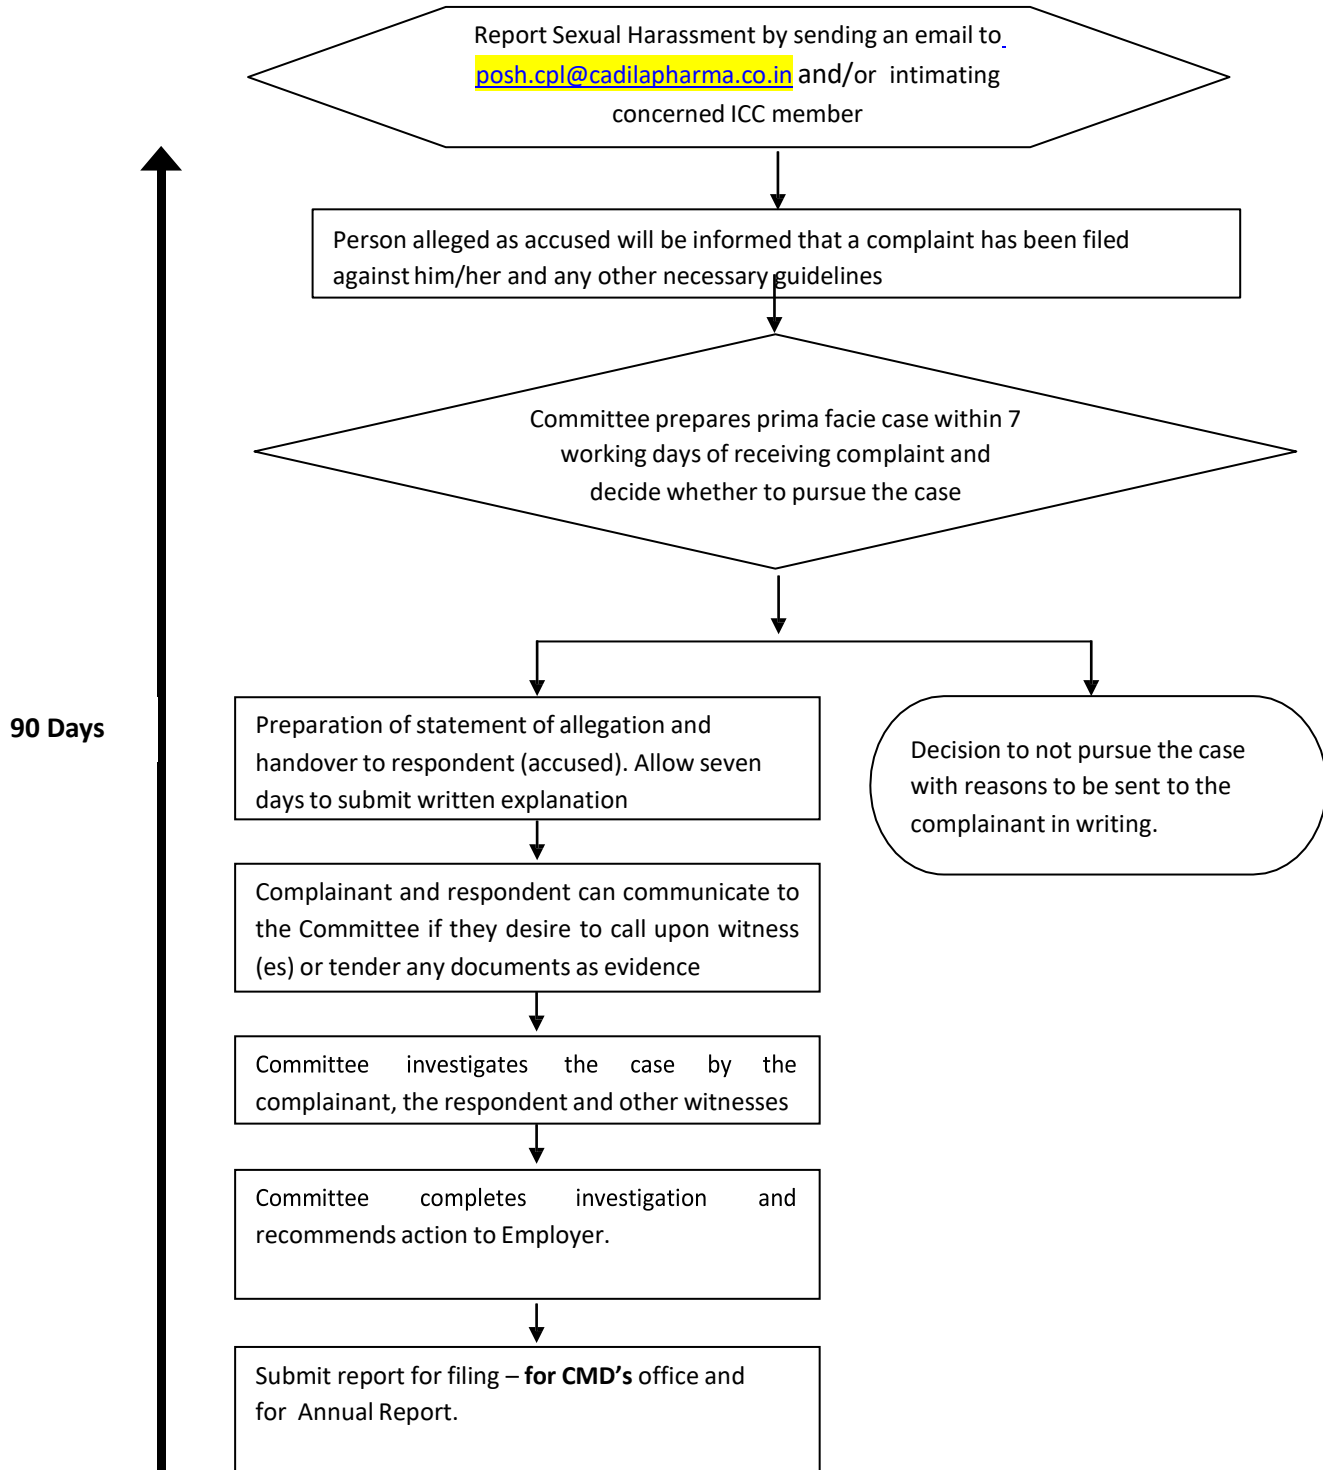 Report Sexual Harassment by sending an email to
posh.cpl@cadilapharma.co.in and/or intimating
concerned ICC member
Person alleged as accused will be informed that a complaint has been filed
against him/her and any other necessary guidelines
Committee prepares prima facie case within 7
working days of receiving complaint and
decide whether to pursue the case
90 Days
Preparation of statement of allegation and
handover to respondent (accused). Allow seven
days to submit written explanation
Decision to not pursue the case
with reasons to be sent to the
complainant in writing.
Complainant and respondent can communicate to
the Committee if they desire to call upon witness
(es) or tender any documents as evidence
Committee investigates the case by the
complainant, the respondent and other witnesses
Committee completes investigation and
recommends action to Employer.
Submit report for filing – for CMD's office and
for Annual Report.